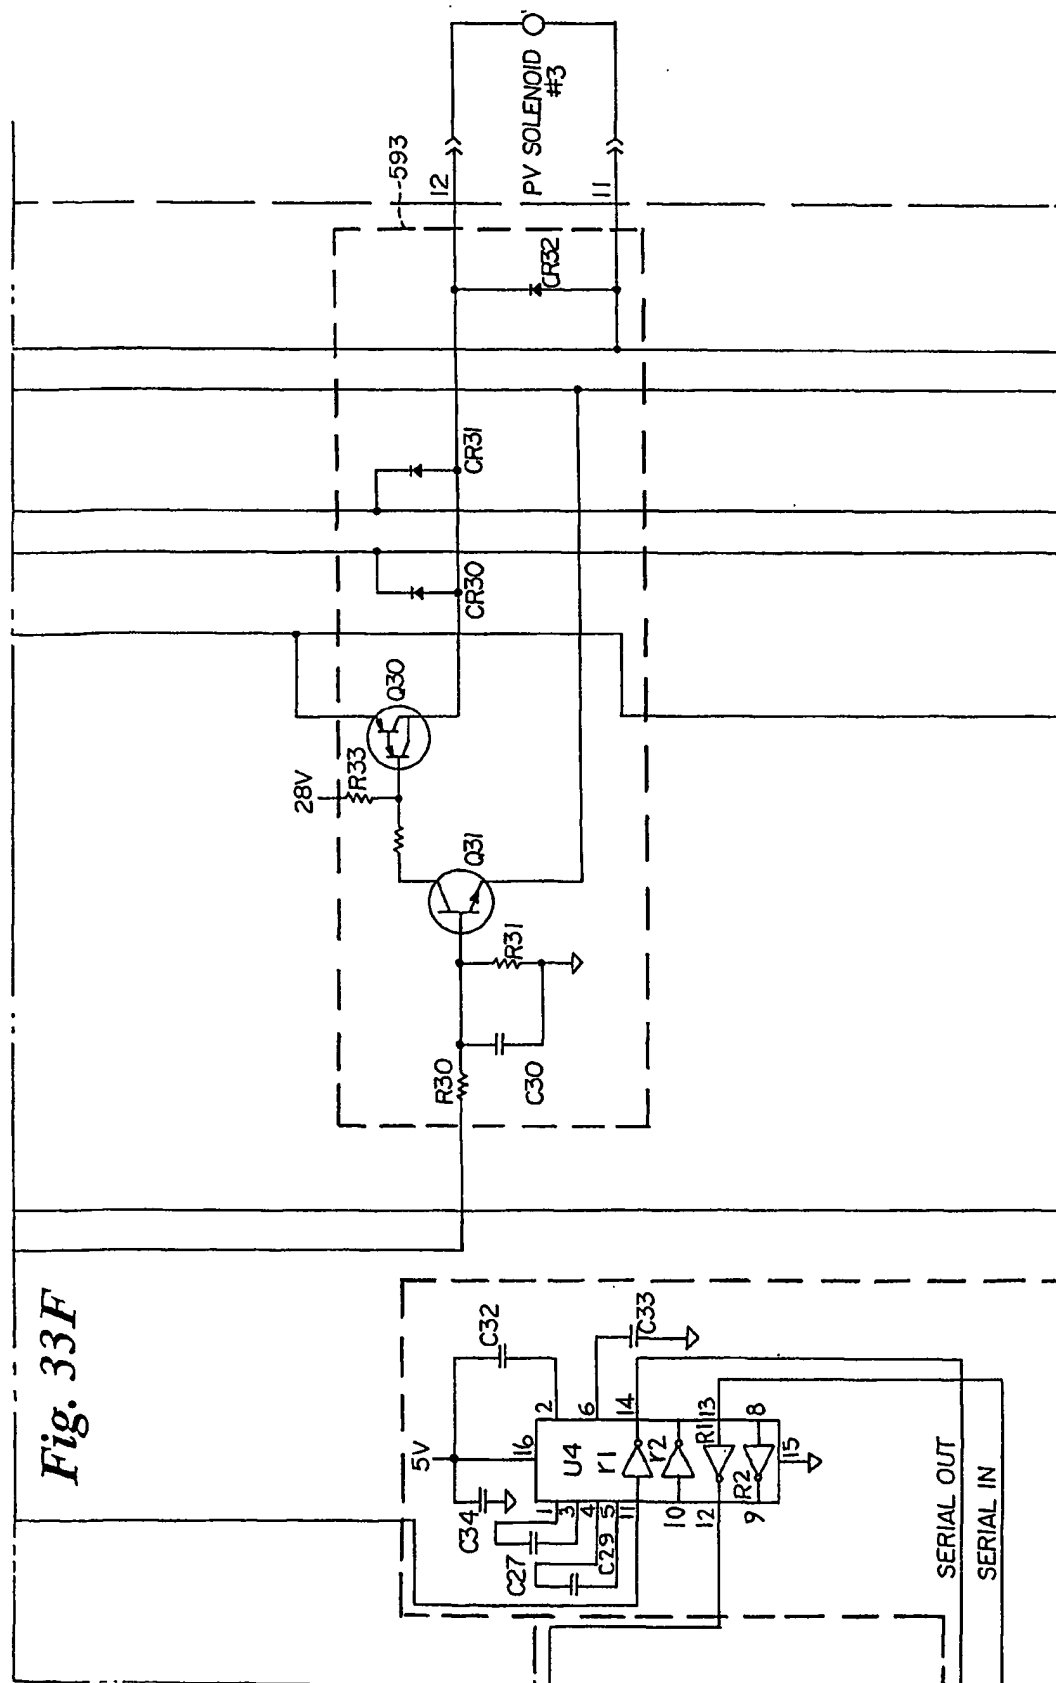 Fig. 33F
PV SOLENOID
#3
12
11
593
CR32
CR31
CR30
Q30
28V
R33
Q31
R31
R30
C30
5V
C32
C33
C34
C27
C29
U4
16
2
6
14
13
8
15
1
3
4
5
11
10
12
9
r1
r2
R1
R2
SERIAL OUT
SERIAL IN